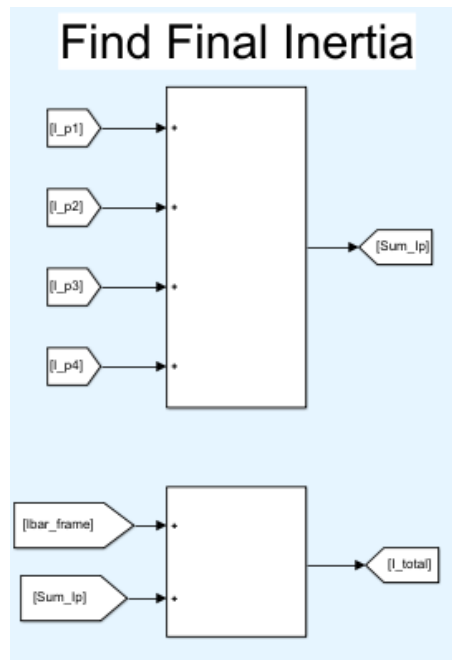 Find Final Inertia
[I_p1]
+
[I_p2]
+
[I_p3]
+
[I_p4]
+
[Sum_Ip]
[Ibar_frame]
+
[Sum_Ip]
+
[I_total]